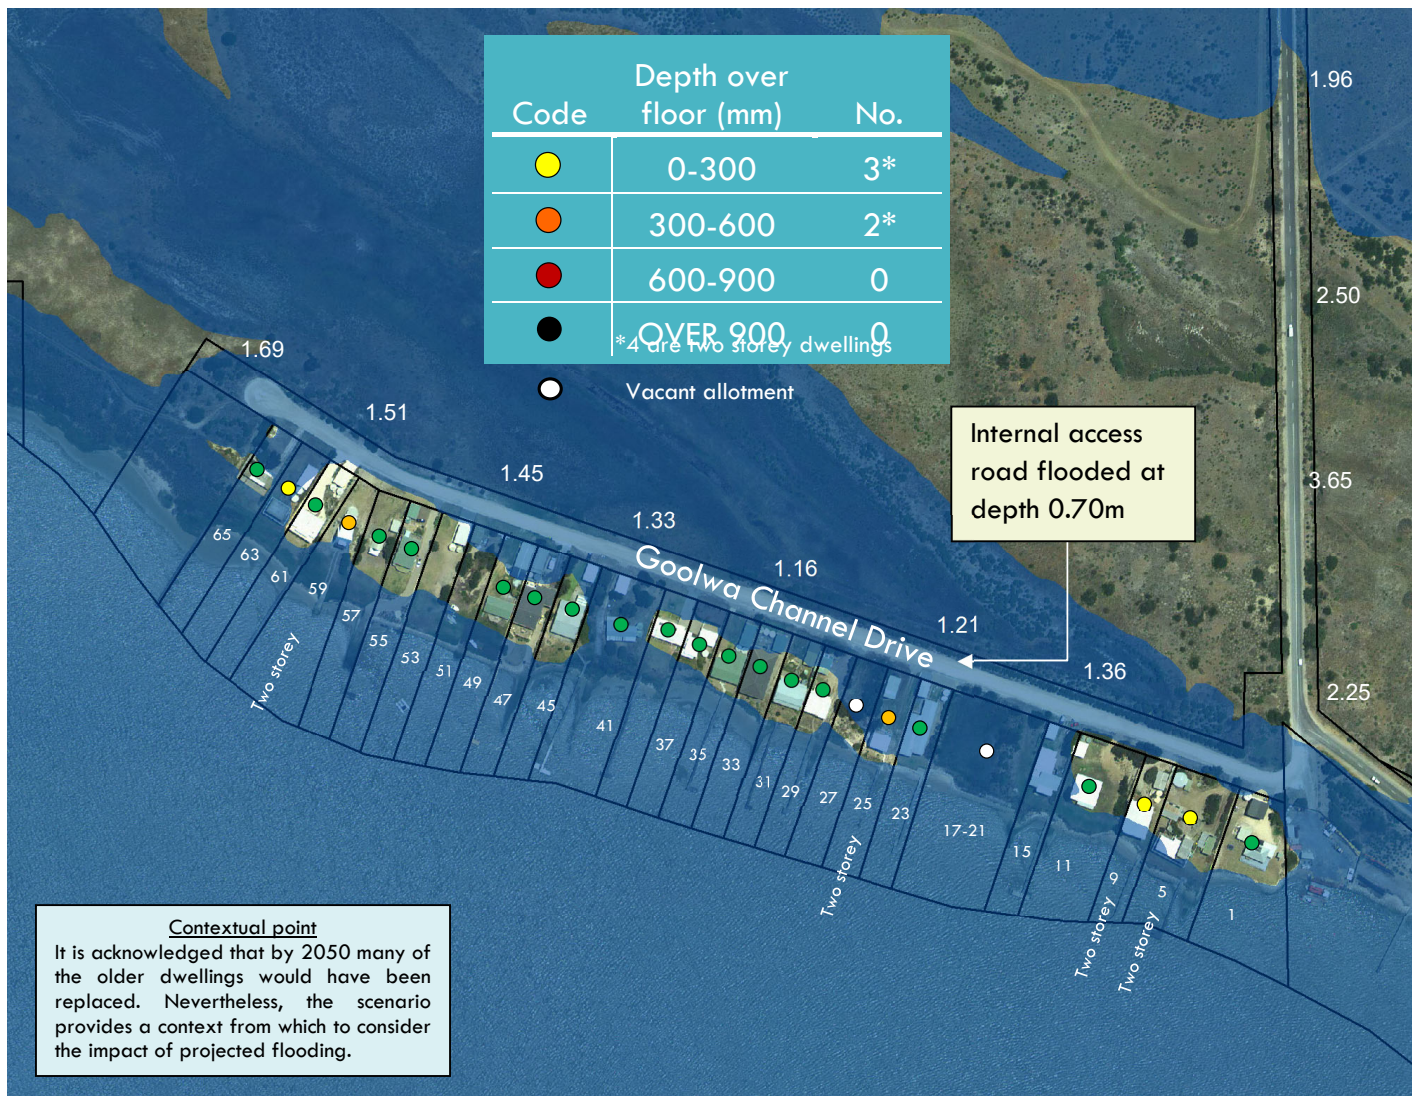 Depth over
Code floor (mm) No.
0-300 3*
300-600 2*
600-900 0
OVER 900 0
*4 are two storey dwellings
Vacant allotment
1.96
2.50
3.65
2.25
1.69
1.51
1.45
1.33
1.16
1.21
1.36
Internal access
road flooded at
depth 0.70m
Goolwa Channel Drive
65
63
61
59
57
55
53
51
49
47
45
41
37
35
33
31
29
27
25
23
17-21
15
11
9
5
1
Two storey
Two storey
Two storey
Two storey
Contextual point
It is acknowledged that by 2050 many of
the older dwellings would have been
replaced. Nevertheless, the scenario
provides a context from which to consider
the impact of projected flooding.